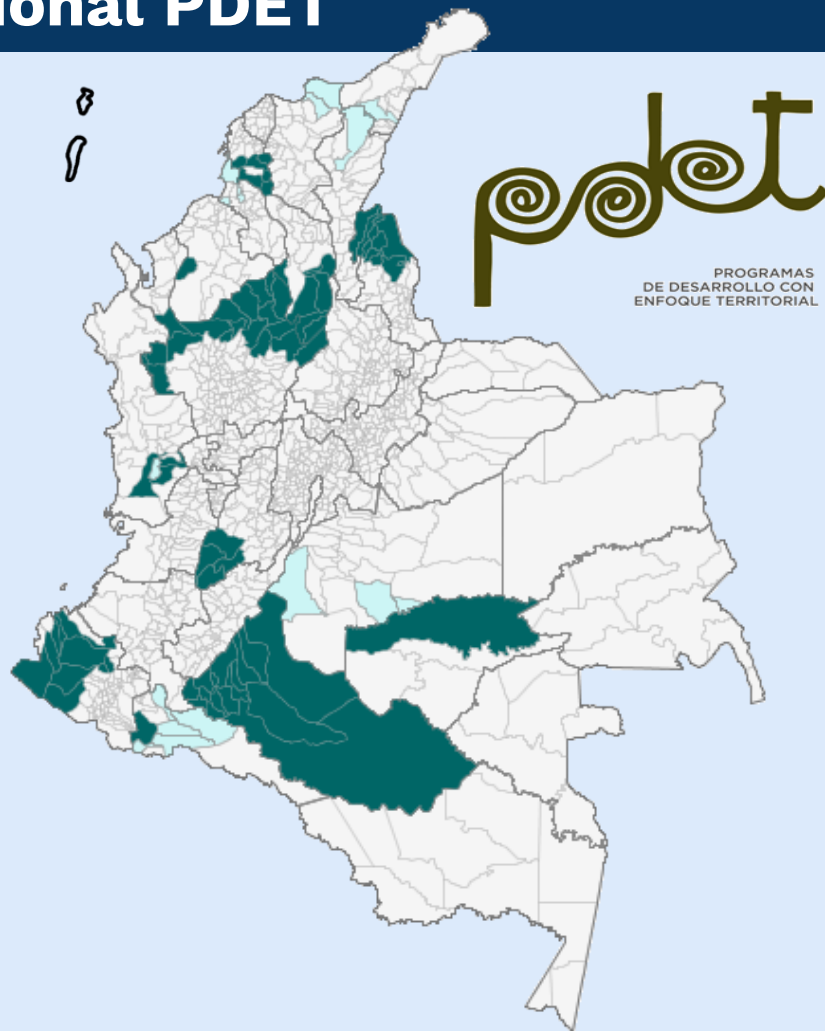 ional PDET
pdet
PROGRAMAS
DE DESARROLLO CON
ENFOQUE TERRITORIAL